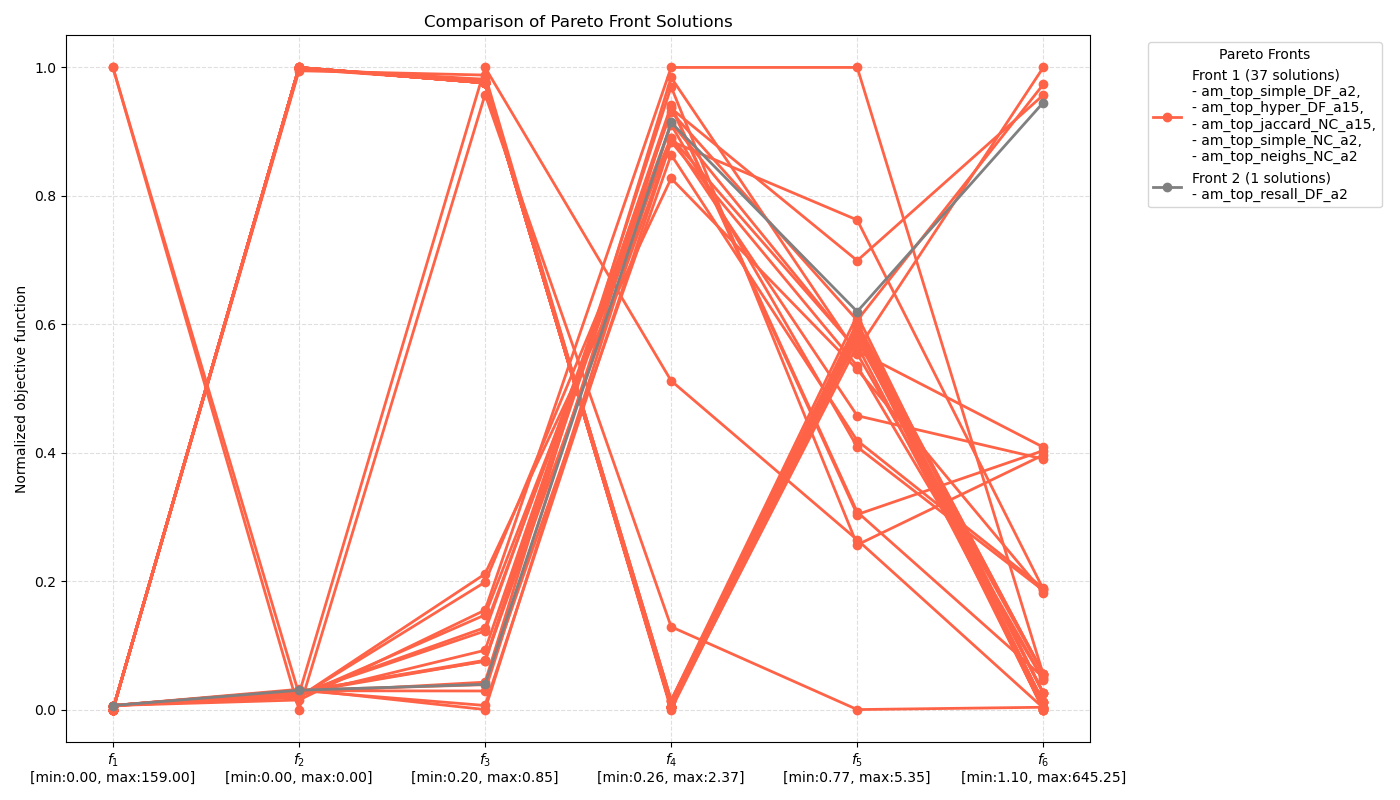 Comparison of Pareto Front Solutions
Normalized objective function
1.0
0.8
0.6
0.4
0.2
0.0
f1
[min:0.00, max:159.00]
f2
[min:0.00, max:0.00]
f3
[min:0.20, max:0.85]
f4
[min:0.26, max:2.37]
f5
[min:0.77, max:5.35]
f6
[min:1.10, max:645.25]
Pareto Fronts
Front 1 (37 solutions)
- am_top_simple_DF_a2,
- am_top_hyper_DF_a15,
- am_top_jaccard_NC_a15,
- am_top_simple_NC_a2,
- am_top_neighs_NC_a2
Front 2 (1 solutions)
- am_top_resall_DF_a2